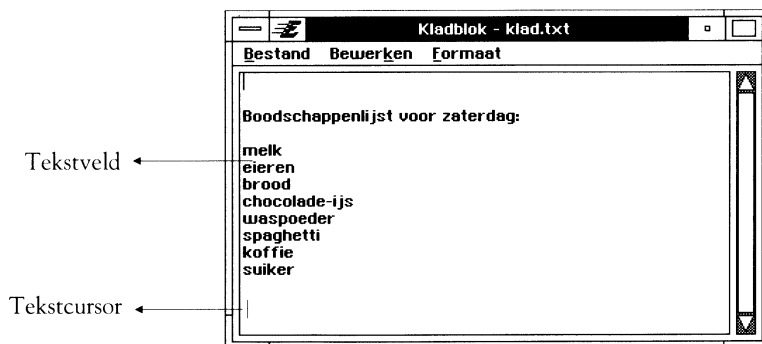 Kladblok - klad.txt
Bestand Bewerken Formaat
Boodschappenlijst voor zaterdag:
melk
Tekstveld
eieren
brood
chocolade-ijs
waspoeder
spaghetti
koffie
suiker
Tekstcursor